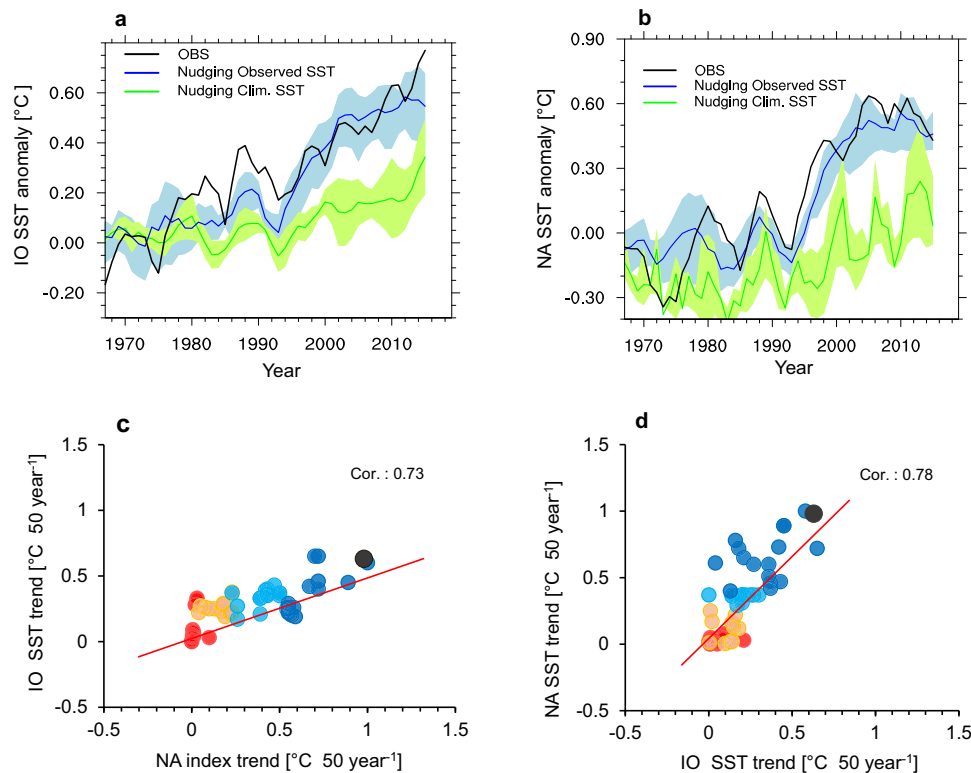 a
IO SST anomaly [°C ]
0.60
0.40
0.20
0.00
-0.20
OBS
Nudging Observed SST
Nudging Clim. SST
1970 1980 1990 2000 2010
Year
b
NA SST anomaly [°C]
0.90
0.60
0.30
0.00
-0.30
OBS
Nudging Observed SST
Nudging Clim. SST
1970 1980 1990 2000 2010
Year
c
IO SST trend [°C 50 year-1]
1.5
1
0.5
0
-0.5
Cor. : 0.73
-0.5 0 0.5 1 1.5
NA index trend [°C 50 year-1]
d
NA SST trend [°C 50 year-1]
1.5
1
0.5
0
-0.5
Cor. : 0.78
-0.5 0 0.5 1 1.5
IO SST trend [°C 50 year-1]